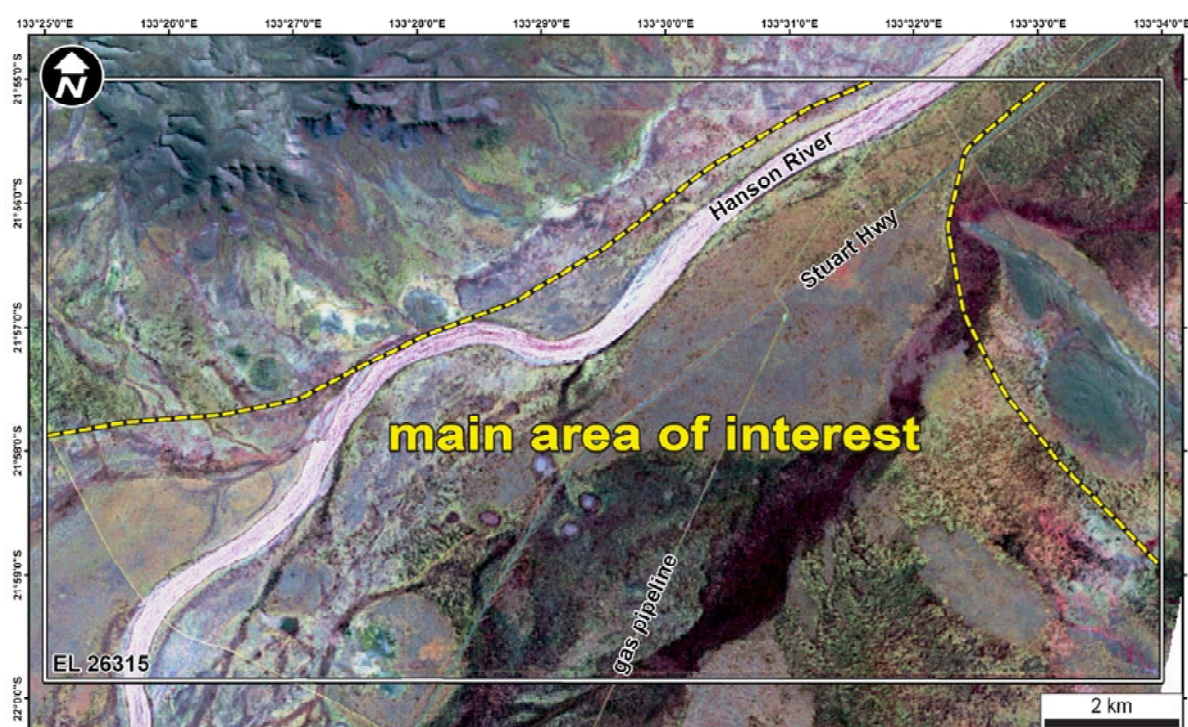 133°25'0"E 133°26'0"E 133°27'0"E 133°28'0"E 133°29'0"E 133°30'0"E 133°31'0"E 133°32'0"E 133°33'0"E 133°34'0"E
N
21°55'0"S
21°56'0"S
21°57'0"S
21°58'0"S
21°59'0"S
22°0'0"S
Hanson River
Stuart Hwy
main area of interest
gas pipeline
EL 26315
2 km